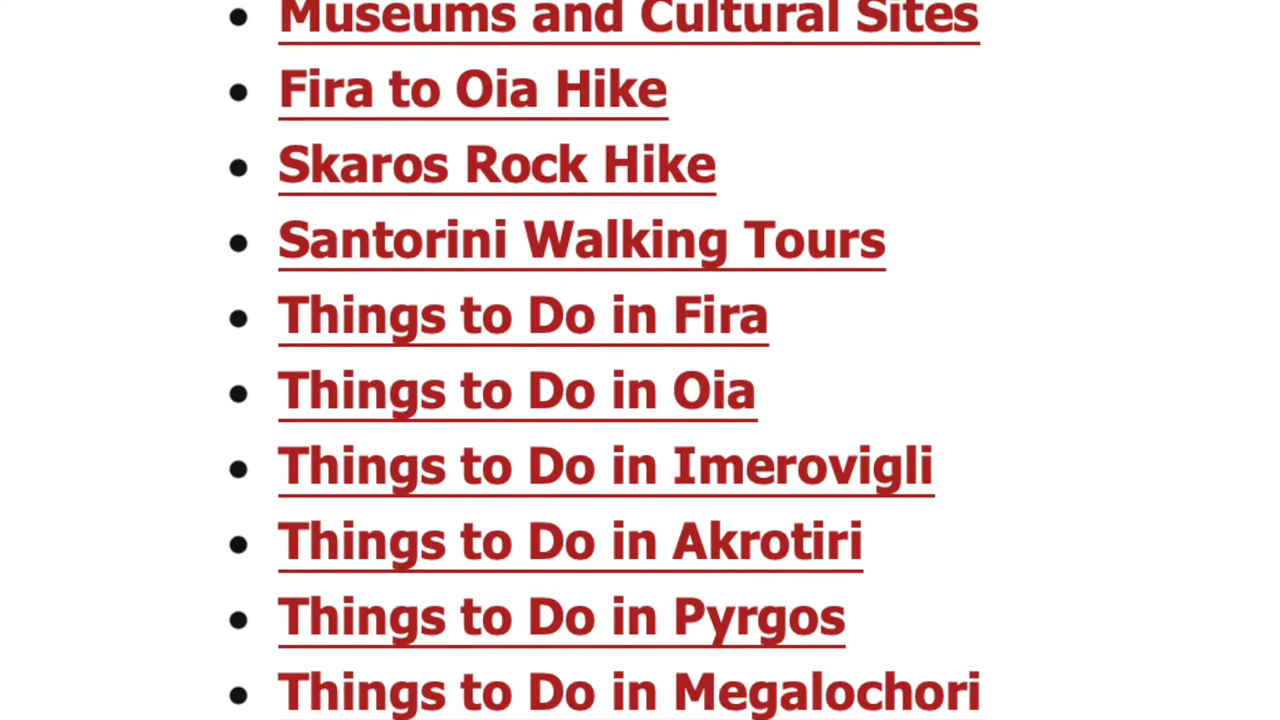 Museums and Cultural Sites
Fira to Oia Hike
Skaros Rock Hike
Santorini Walking Tours
Things to Do in Fira
Things to Do in Oia
Things to Do in Imerovigli
Things to Do in Akrotiri
Things to Do in Pyrgos
Things to Do in Megalochori